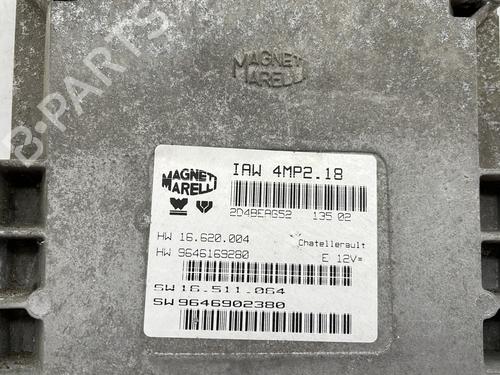 MAGNETI
MARELLI
B-PARTS
MAGNETI
MARELLI
IAW 4MP2.18
2D4BEAG52 135 02
HW 16.620.004 Chatellerault
HW 9646169280 E 12V=
SW 16.511.064
SW 9646902380